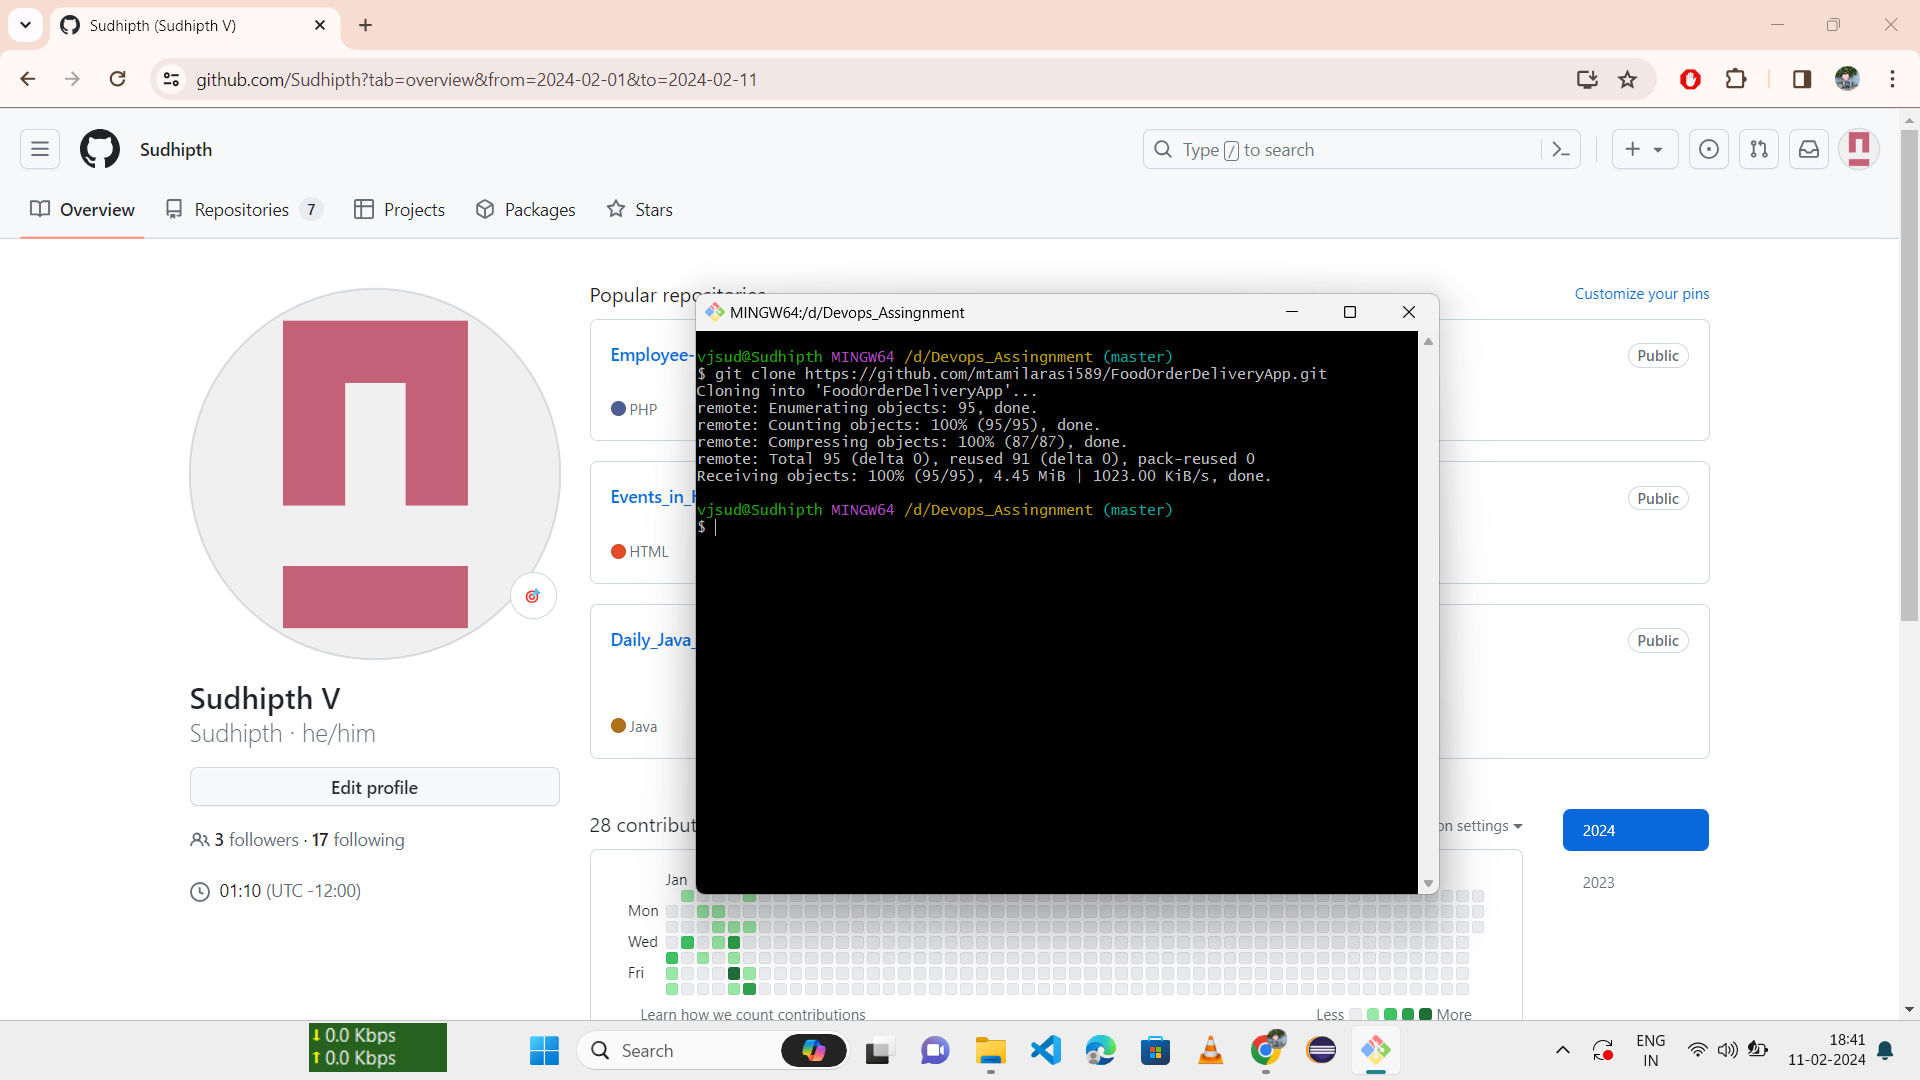 Sudhipth (Sudhipth V)
github.com/Sudhipth?tab=overview&from=2024-02-01&to=2024-02-11
Sudhipth
Type / to search
Overview
Repositories 7
Projects
Packages
Stars
Popular
Customize your pins
MINGW64:/d/Devops_Assingnment
vjsud@Sudhipth MINGW64 /d/Devops_Assingnment (master)
$ git clone https://github.com/mtamilarasi589/FoodOrderDeliveryApp.git
Cloning into 'FoodOrderDeliveryApp'...
remote: Enumerating objects: 95, done.
remote: Counting objects: 100% (95/95), done.
remote: Compressing objects: 100% (87/87), done.
remote: Total 95 (delta 0), reused 91 (delta 0), pack-reused 0
Receiving objects: 100% (95/95), 4.45 MiB | 1023.00 KiB/s, done.
vjsud@Sudhipth MINGW64 /d/Devops_Assingnment (master)
$
Employee-
Public
PHP
Events_in_
Public
HTML
Daily_Java_
Public
Java
Sudhipth V
Sudhipth · he/him
Edit profile
3 followers · 17 following
01:10 (UTC -12:00)
28 contribut
on settings
2024
2023
Jan
Mon
Wed
Fri
Learn how we count contributions
Less
More
↓ 0.0 Kbps
↑ 0.0 Kbps
Search
ENG
IN
18:41
11-02-2024